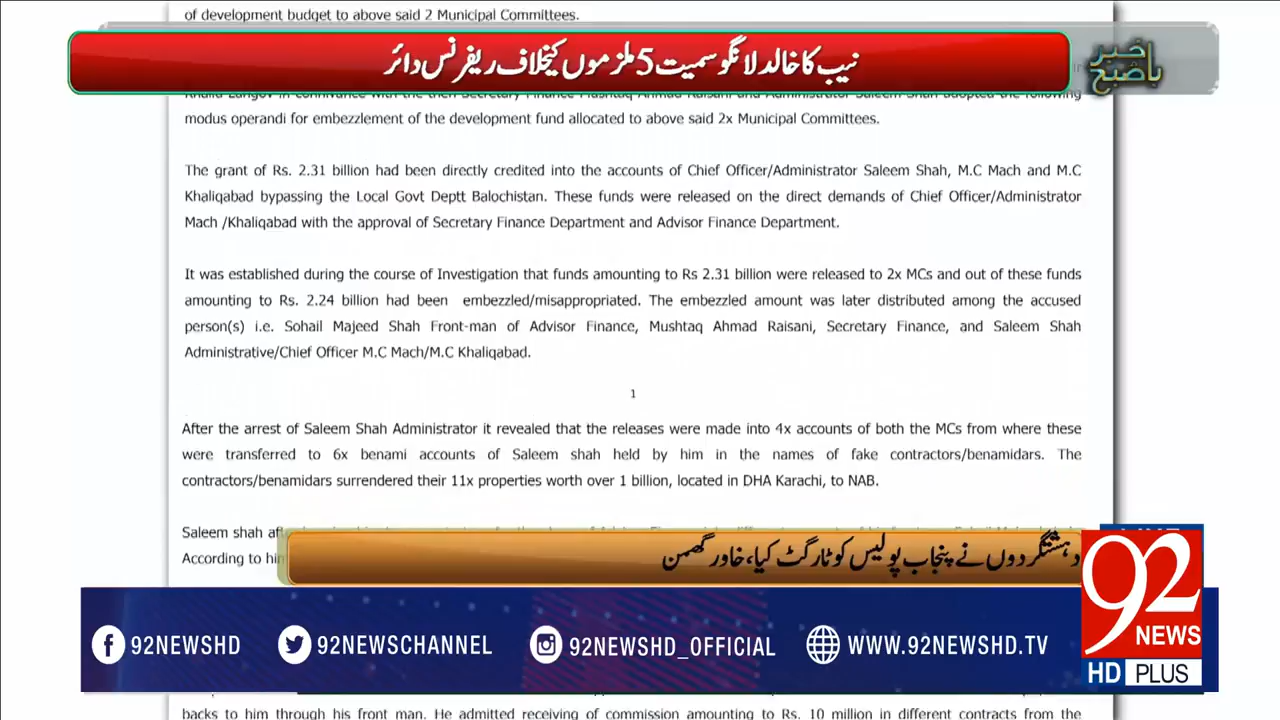 of development budget to above said 2 Municipal Committees.
نیب کا خالد لانگو سمیت 5 ملزموں کیخلاف ریفرنس دائر
باخبر صبح
modus operandi for embezzlement of the development fund allocated to above said 2x Municipal Committees.
The grant of Rs. 2.31 billion had been directly credited into the accounts of Chief Officer/Administrator Saleem Shah, M.C Mach and M.C
Khaliqabad bypassing the Local Govt Deptt Balochistan. These funds were released on the direct demands of Chief Officer/Administrator
Mach /Khaliqabad with the approval of Secretary Finance Department and Advisor Finance Department.
It was established during the course of Investigation that funds amounting to Rs 2.31 billion were released to 2x MCs and out of these funds
amounting to Rs. 2.24 billion had been embezzled/misappropriated. The embezzled amount was later distributed among the accused
person(s) i.e. Sohail Majeed Shah Front-man of Advisor Finance, Mushtaq Ahmad Raisani, Secretary Finance, and Saleem Shah
Administrative/Chief Officer M.C Mach/M.C Khaliqabad.
1
After the arrest of Saleem Shah Administrator it revealed that the releases were made into 4x accounts of both the MCs from where these
were transferred to 6x benami accounts of Saleem shah held by him in the names of fake contractors/benamidars. The
contractors/benamidars surrendered their 11x properties worth over 1 billion, located in DHA Karachi, to NAB.
Saleem shah
According to
دہشتگردوں نے پنجاب پولیس کو ٹارگٹ کیا، خاور گھمن
92 NEWS
HD PLUS
92NEWSHD
92NEWSCHANNEL
92NEWSHD_OFFICIAL
WWW.92NEWSHD.TV
backs to him through his front man. He admitted receiving of commission amounting to Rs. 10 million in different contracts from the